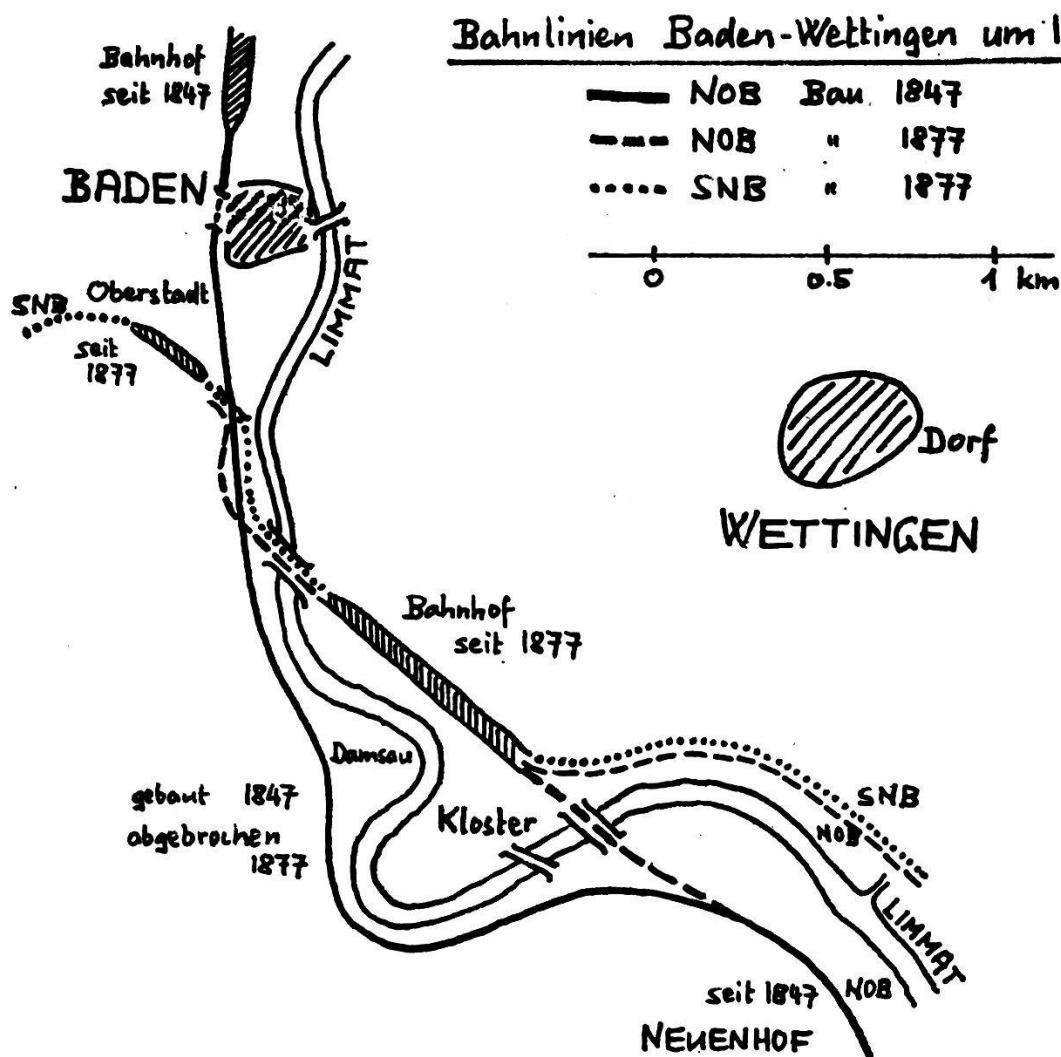 Bahnlinien Baden-Wettingen um 1
NOB Bau 1847
NOB " 1877
SNB " 1877
0 0.5 1 km
Bahnhof
seit 1847
BADEN
LIMMAT
SNB Oberstadt
seit
1877
Dorf
WETTINGEN
Bahnhof
seit 1877
Damsau
gebaut 1847
abgebrochen
1877
Kloster
SNB
NOB
LIMMAT
seit 1847 NOB
NEUENHOF